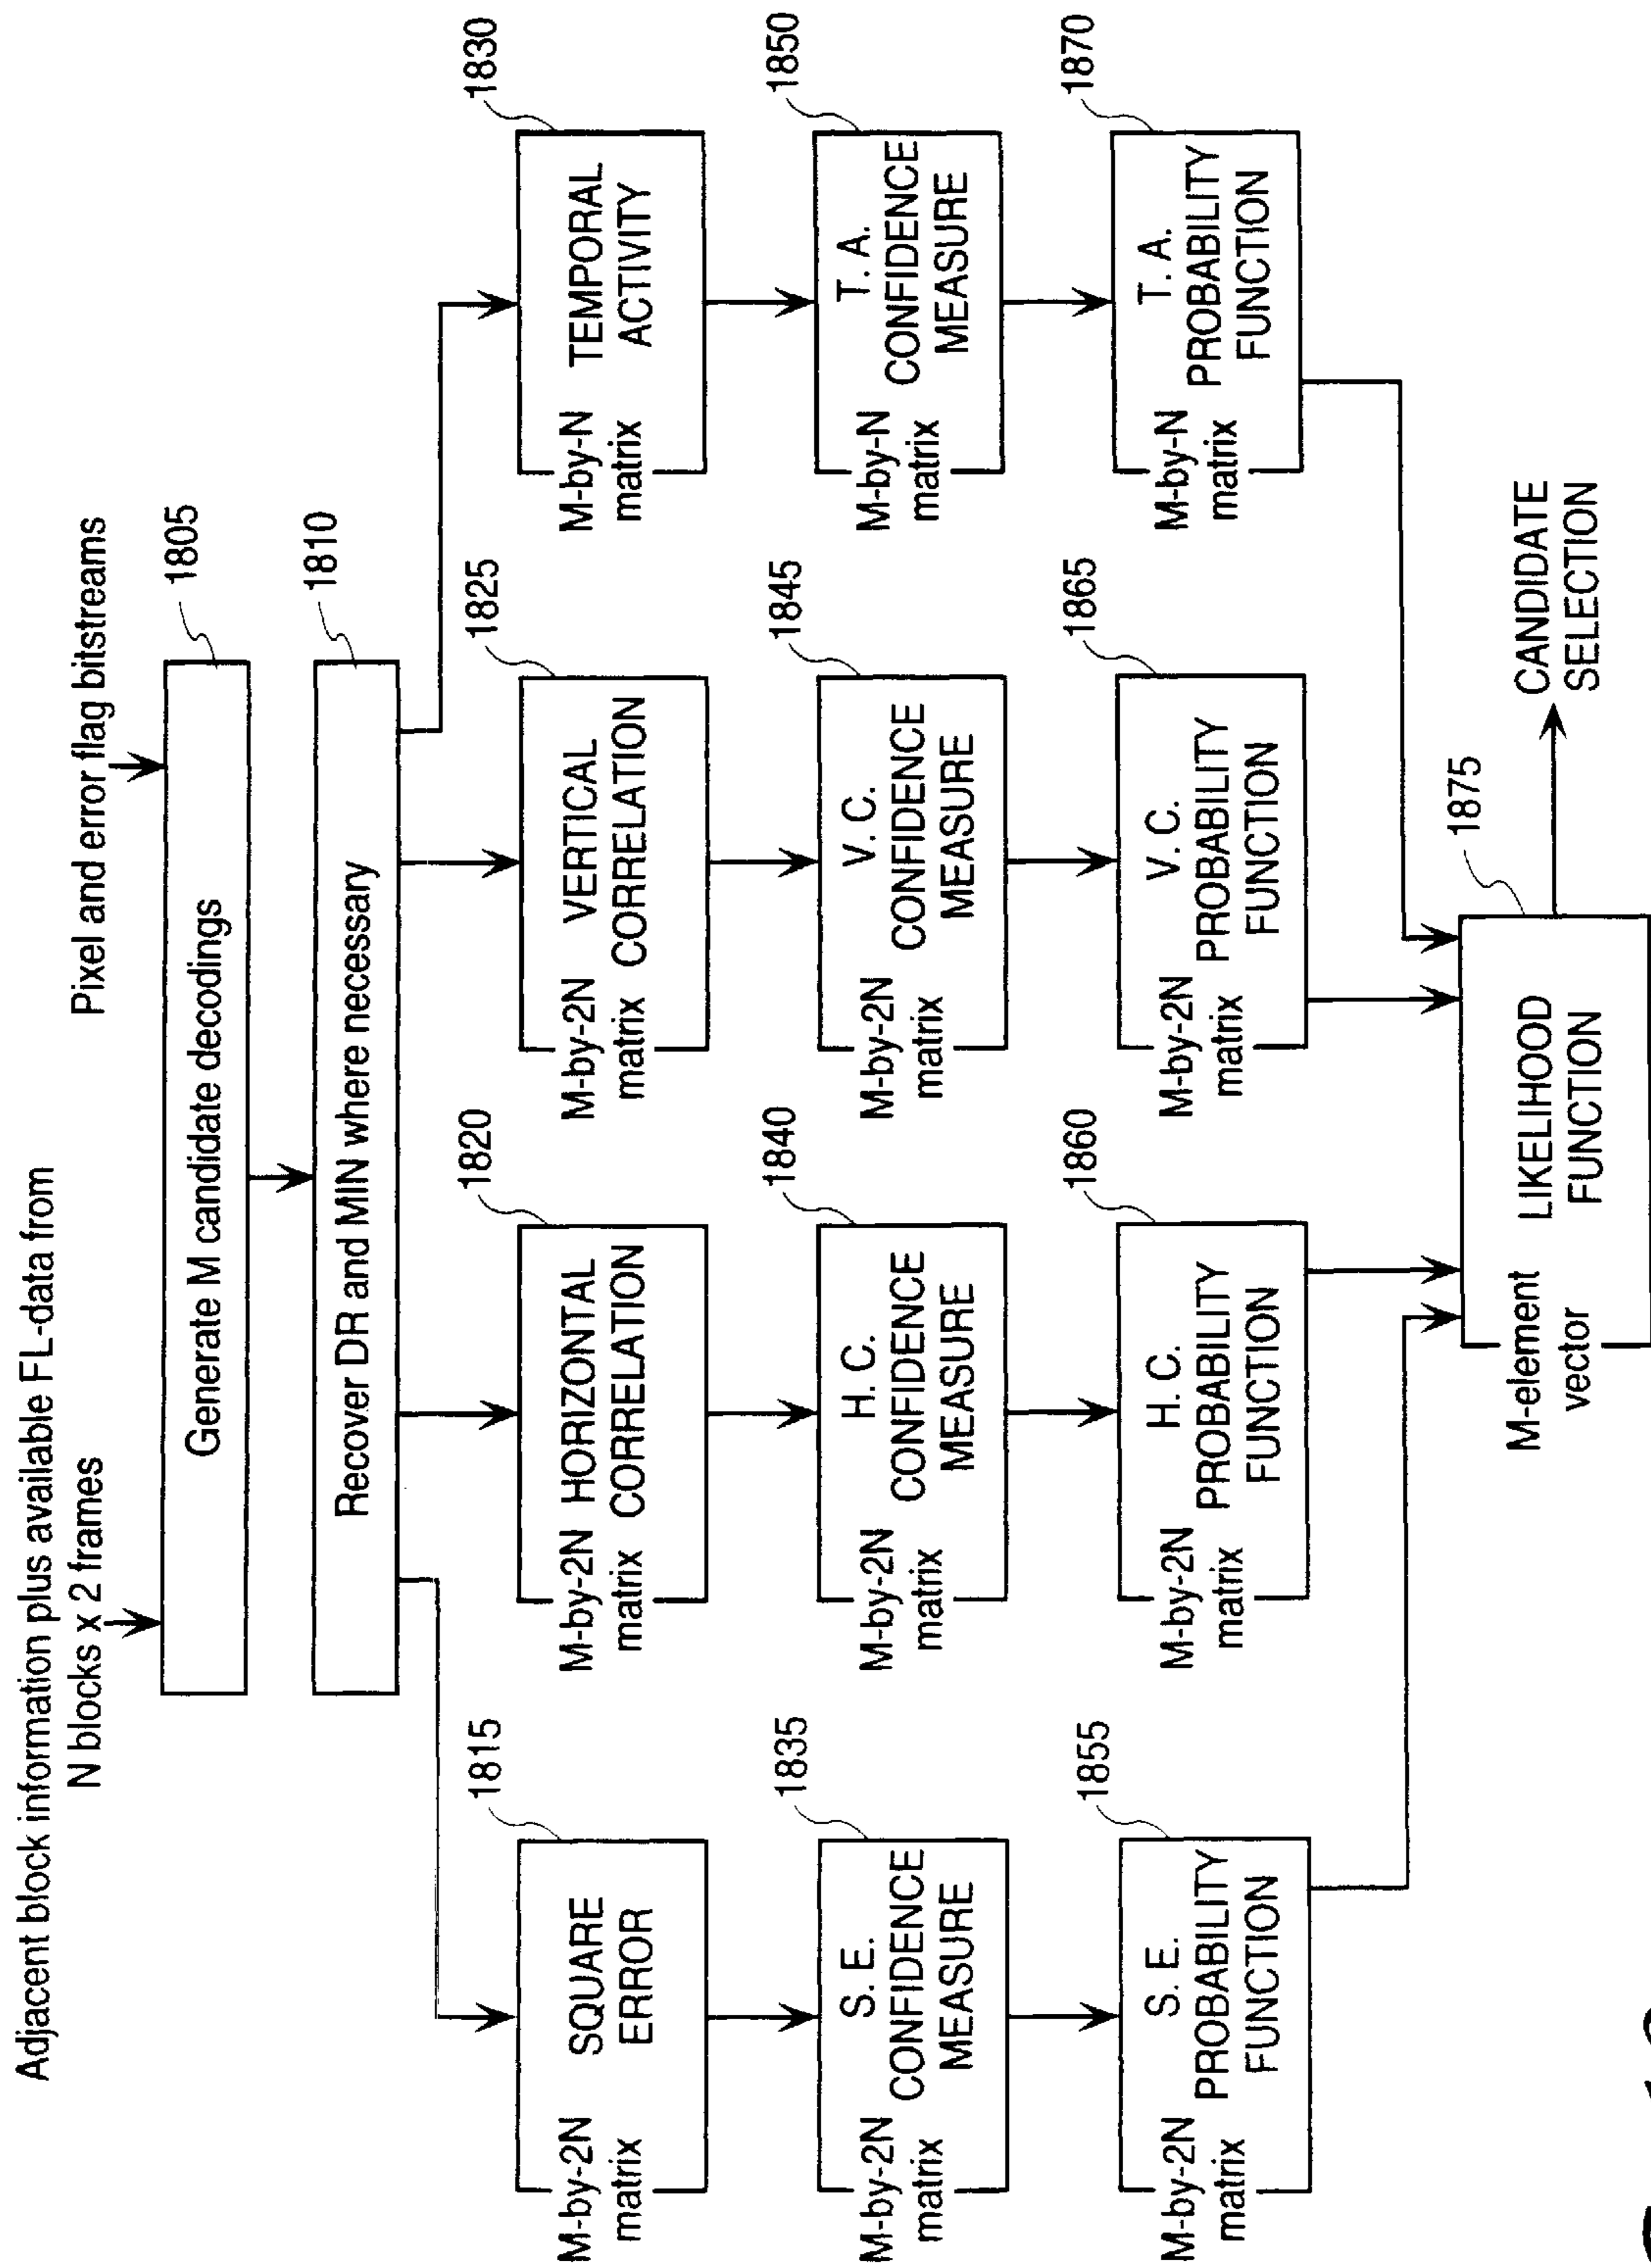 Adjacent block information plus available FL-data from
N blocks x 2 frames
Pixel and error flag bitstreams
Generate M candidate decodings
1805
Recover DR and MIN where necessary
1810
M-by-2N
matrix
SQUARE
ERROR
1815
M-by-2N
matrix
HORIZONTAL
CORRELATION
1820
M-by-2N
matrix
VERTICAL
CORRELATION
1825
M-by-N
matrix
TEMPORAL
ACTIVITY
1830
M-by-2N
matrix
S. E.
CONFIDENCE
MEASURE
1835
M-by-2N
matrix
H. C.
CONFIDENCE
MEASURE
1840
M-by-2N
matrix
V. C.
CONFIDENCE
MEASURE
1845
M-by-N
matrix
T. A.
CONFIDENCE
MEASURE
1850
M-by-2N
matrix
S. E.
PROBABILITY
FUNCTION
1855
M-by-2N
matrix
H. C.
PROBABILITY
FUNCTION
1860
M-by-2N
matrix
V. C.
PROBABILITY
FUNCTION
1865
M-by-N
matrix
T. A.
PROBABILITY
FUNCTION
1870
M-element
vector
LIKELIHOOD
FUNCTION
1875
CANDIDATE
SELECTION